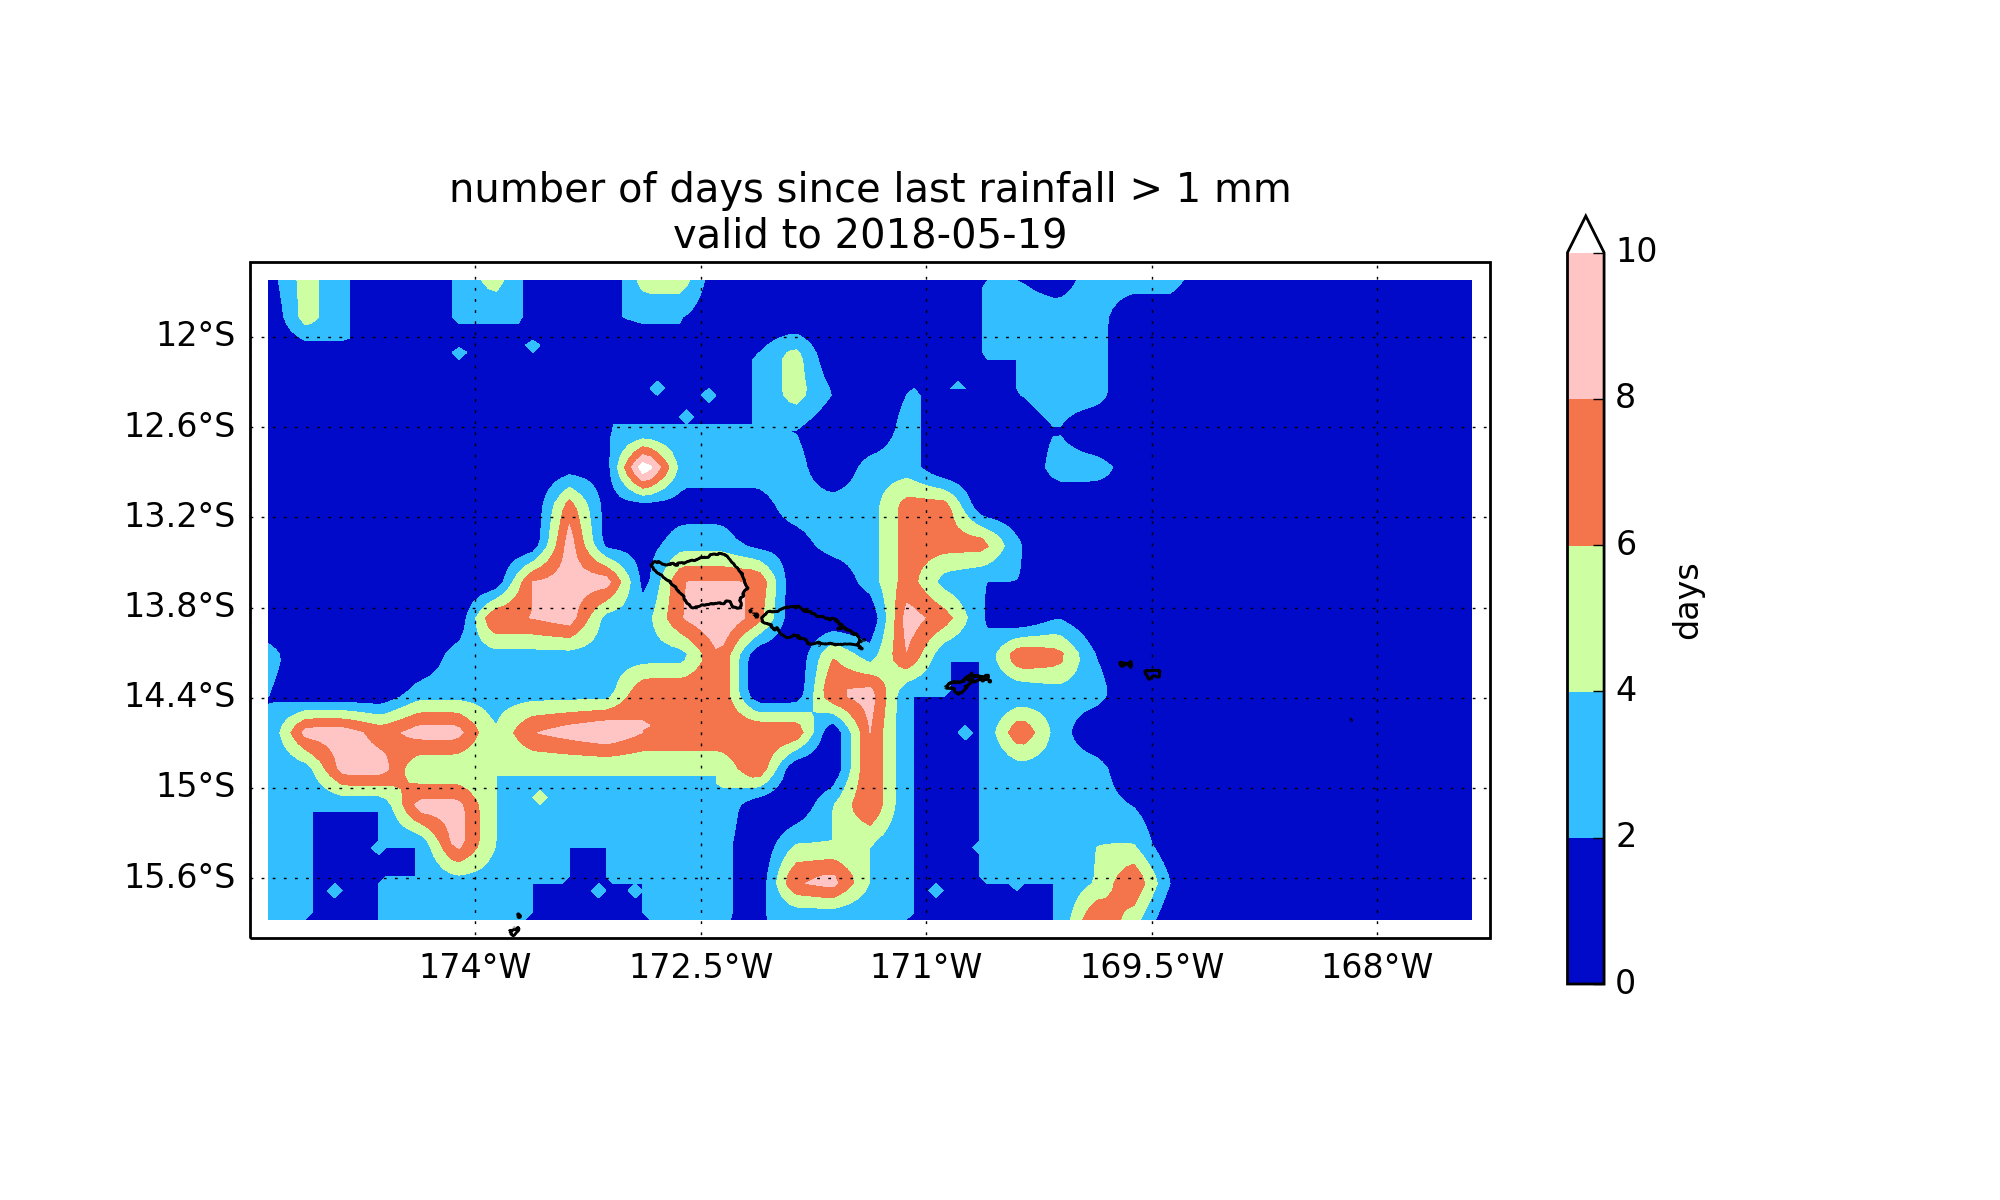 number of days since last rainfall > 1 mm
valid to 2018-05-19
12°S
12.6°S
13.2°S
13.8°S
14.4°S
15°S
15.6°S
174°W
172.5°W
171°W
169.5°W
168°W
10
8
6
4
2
0
days